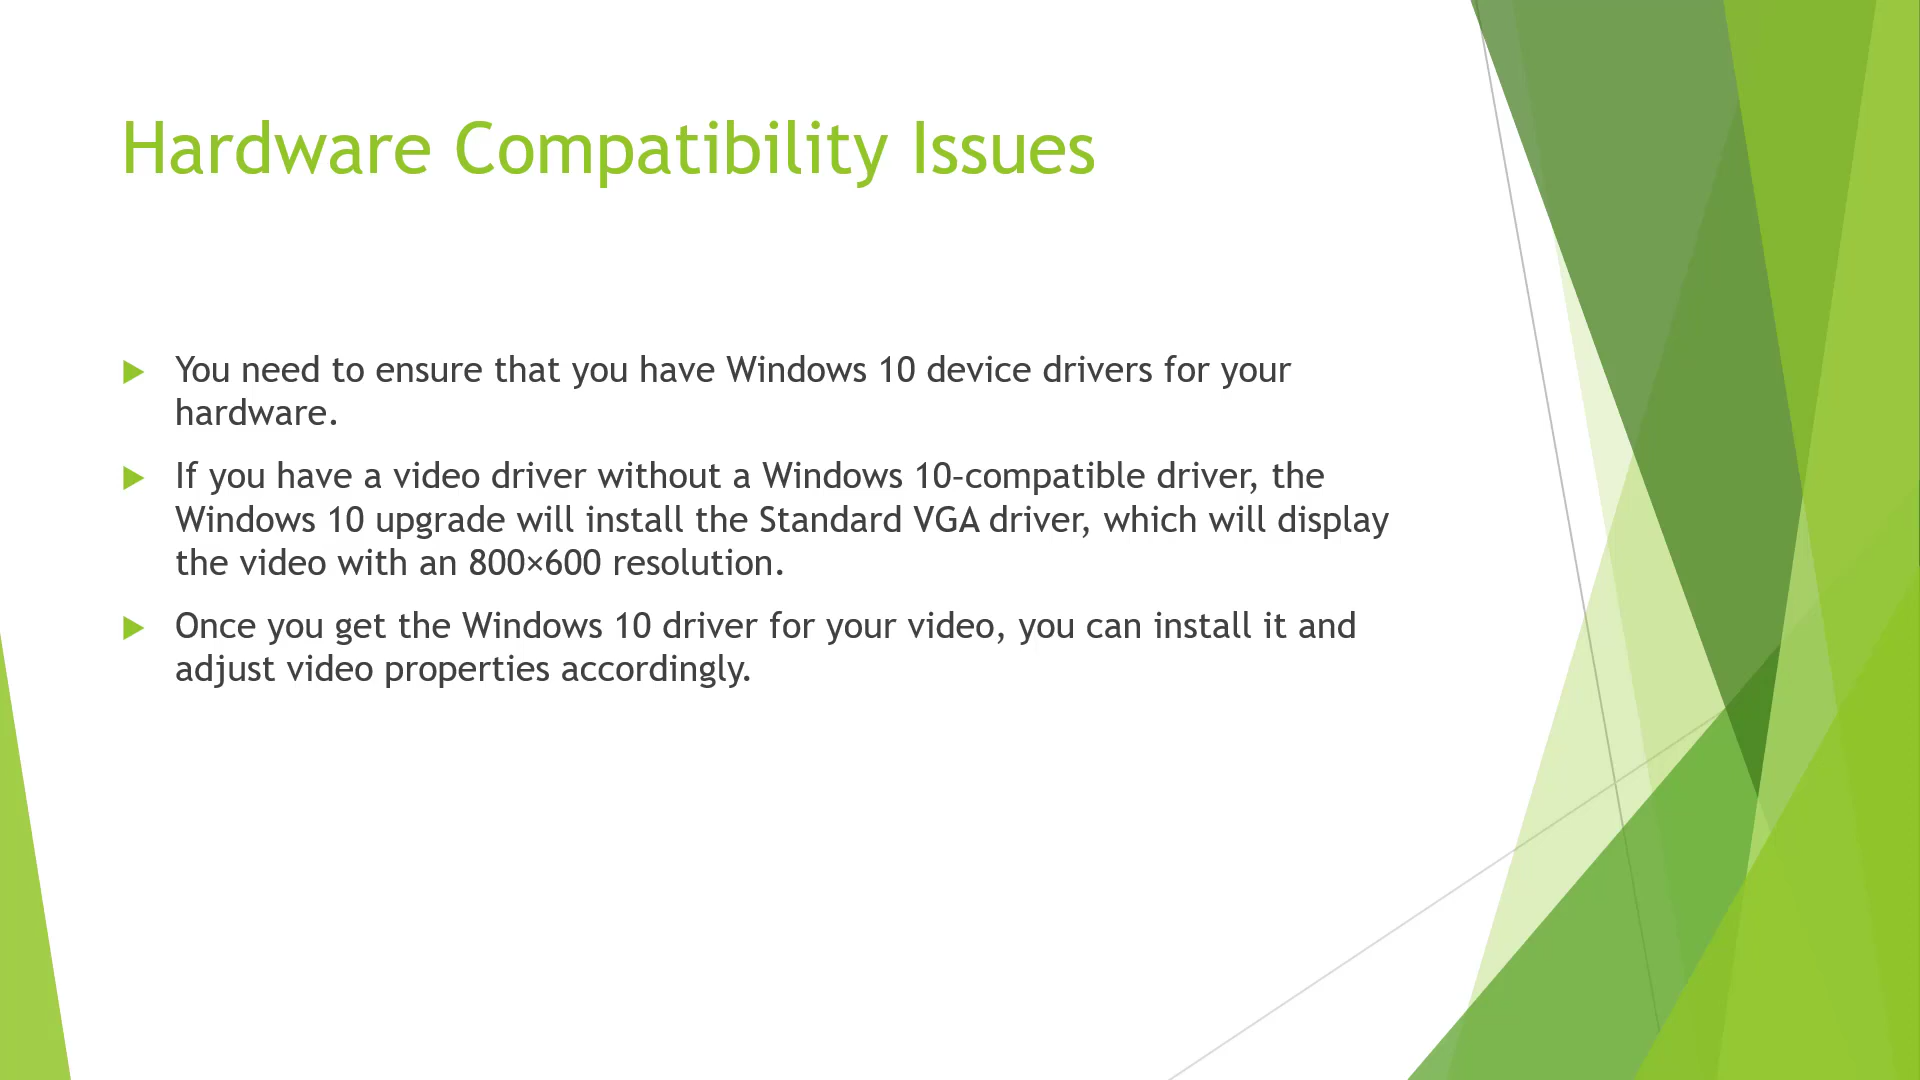 Hardware Compatibility Issues
You need to ensure that you have Windows 10 device drivers for your
hardware.
If you have a video driver without a Windows 10–compatible driver, the
Windows 10 upgrade will install the Standard VGA driver, which will display
the video with an 800×600 resolution.
Once you get the Windows 10 driver for your video, you can install it and
adjust video properties accordingly.